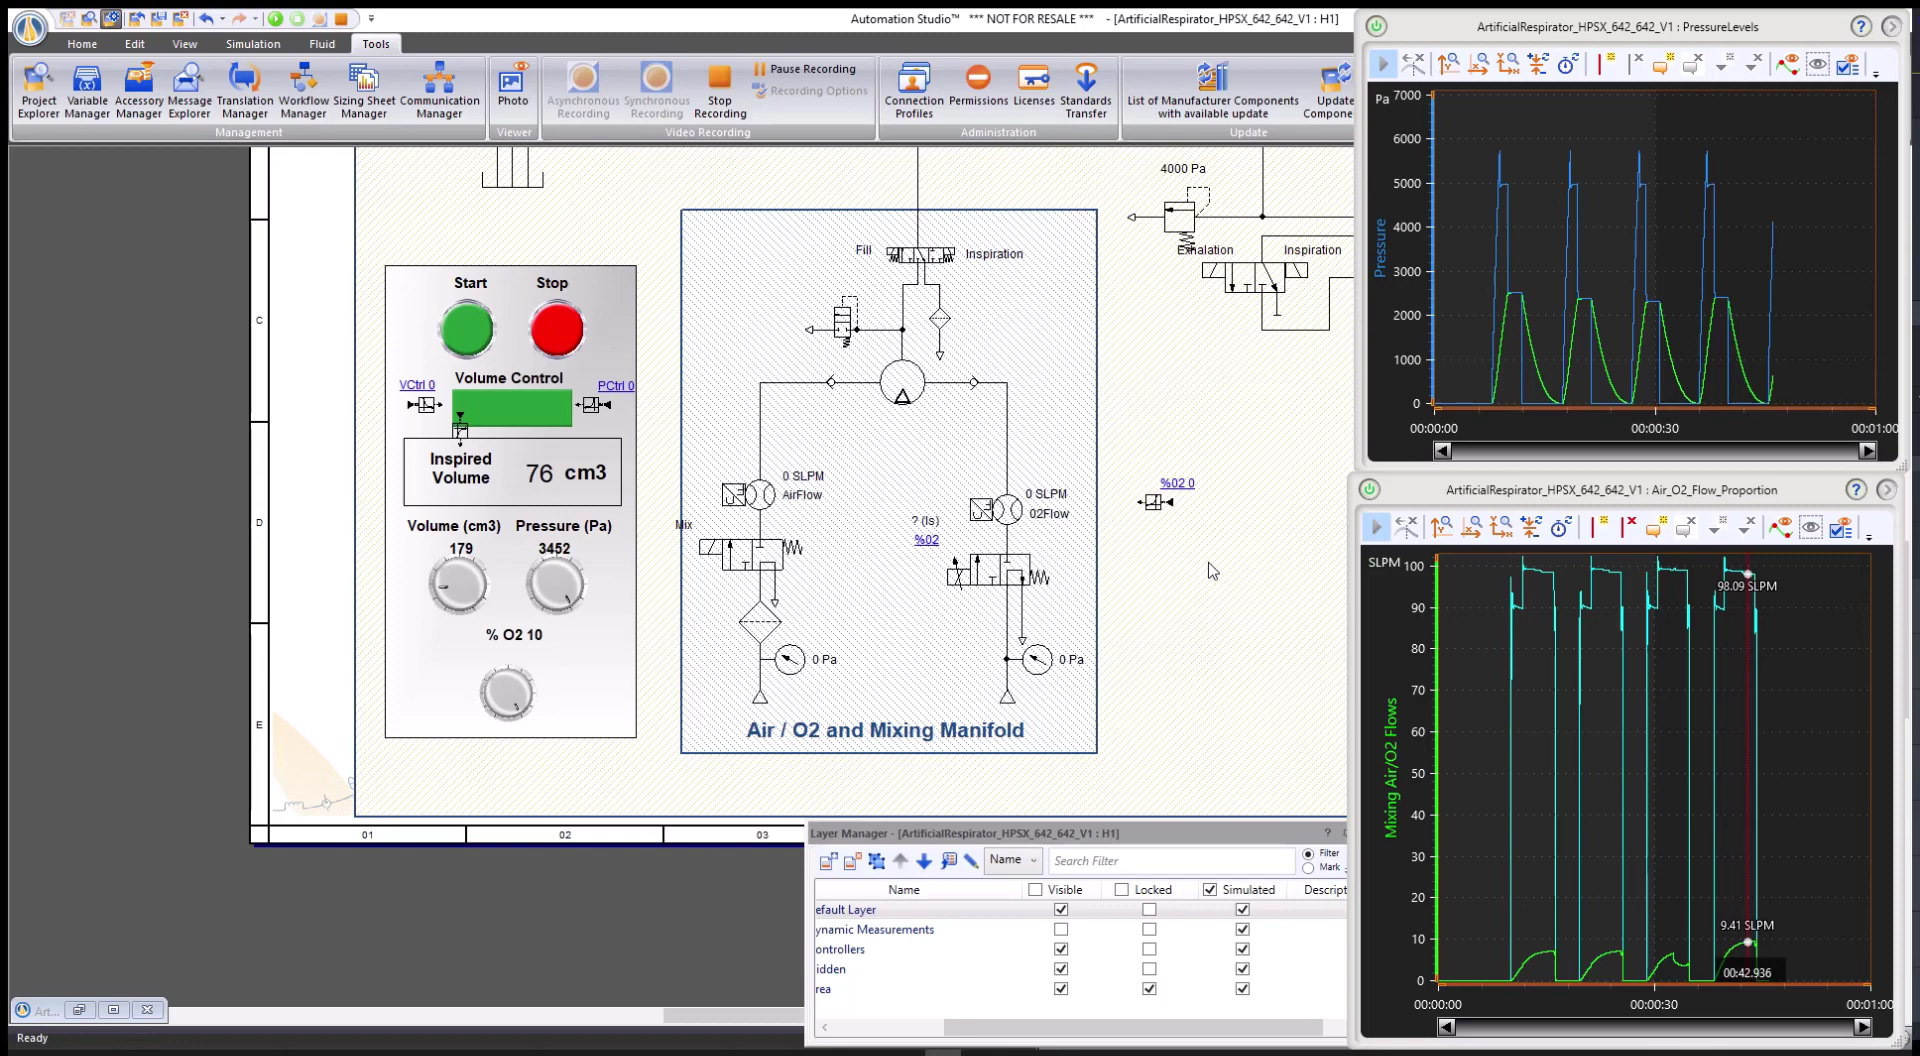 Automation Studio™ *** NOT FOR RESALE *** - [ArtificialRespirator_HPSX_642_642_V1 : H1]
Home Edit View Simulation Fluid Tools
Project Explorer
Variable Manager
Accessory Manager
Message Explorer
Translation Manager
Workflow Manager
Sizing Sheet Manager
Communication Manager
Management
Photo
Viewer
Asynchronous Recording
Synchronous Recording
Stop Recording
Pause Recording
Recording Options
Video Recording
Connection Profiles
Permissions
Licenses
Standards Transfer
Administration
List of Manufacturer Components with available update
Update
Compone
Update
C
D
E
01 02 03
Start Stop
Volume Control
VCtrl 0
PCtrl 0
Inspired Volume
76 cm3
Volume (cm3) Pressure (Pa)
179 3452
% O2 10
Fill
Inspiration
0 SLPM
AirFlow
Mix
0 SLPM
02Flow
? (Is)
%02
0 Pa
0 Pa
Air / O2 and Mixing Manifold
4000 Pa
Exhalation Inspiration
%02 0
Layer Manager - [ArtificialRespirator_HPSX_642_642_V1 : H1]
?
Name
Search Filter
Filter
Mark
Name Visible Locked Simulated Descript
efault Layer
ynamic Measurements
ontrollers
idden
rea
Art...
Ready
ArtificialRespirator_HPSX_642_642_V1 : PressureLevels
?
Pa
7000
6000
5000
4000
3000
2000
1000
0
Pressure
00:00:00 00:00:30 00:01:00
ArtificialRespirator_HPSX_642_642_V1 : Air_O2_Flow_Proportion
?
SLPM
100
90
80
70
60
50
40
30
20
10
0
Mixing Air/O2 Flows
98.09 SLPM
9.41 SLPM
00:42.936
00:00:00 00:00:30 00:01:00